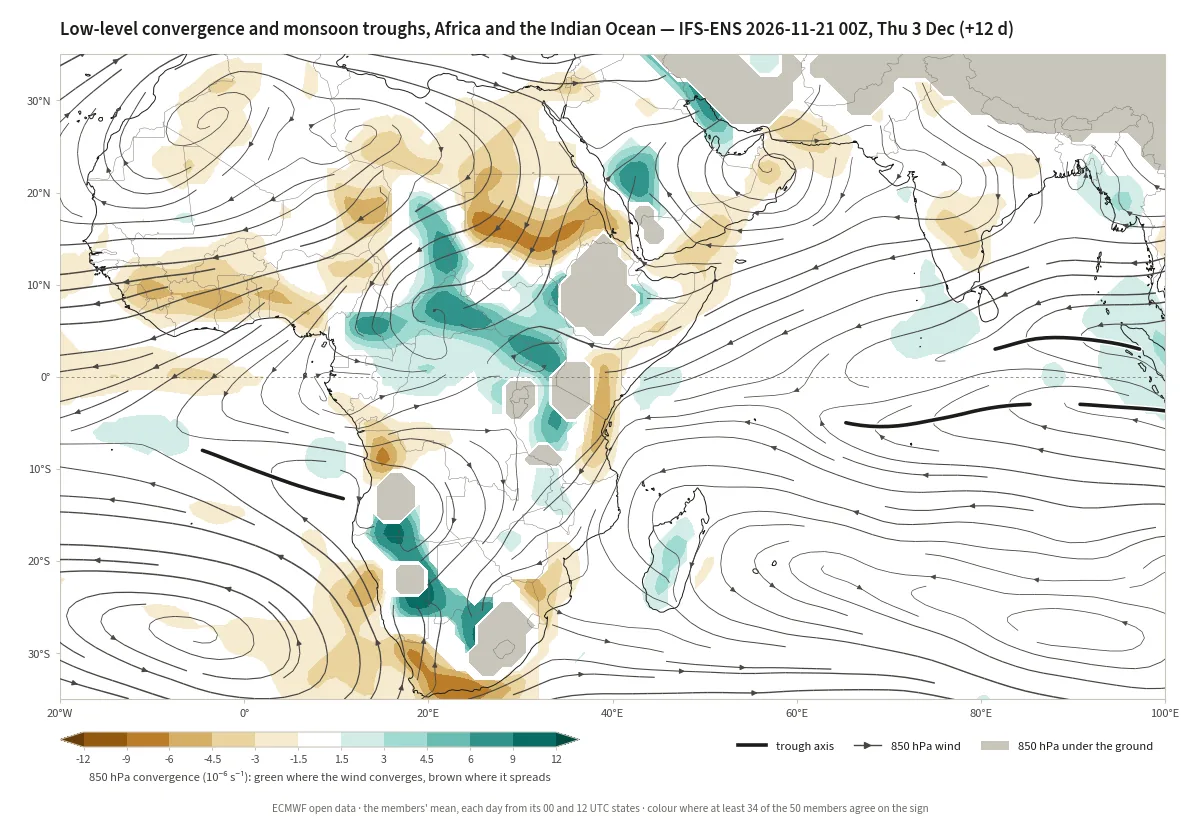 Low-level convergence and monsoon troughs, Africa and the Indian Ocean — IFS-ENS 2026-11-21 00Z, Thu 3 Dec (+12 d)
30°N
20°N
10°N
0°
10°S
20°S
30°S
20°W 0° 20°E 40°E 60°E 80°E 100°E
-12 -9 -6 -4.5 -3 -1.5 1.5 3 4.5 6 9 12
850 hPa convergence (10⁻⁶ s⁻¹): green where the wind converges, brown where it spreads
trough axis 850 hPa wind 850 hPa under the ground
ECMWF open data · the members' mean, each day from its 00 and 12 UTC states · colour where at least 34 of the 50 members agree on the sign